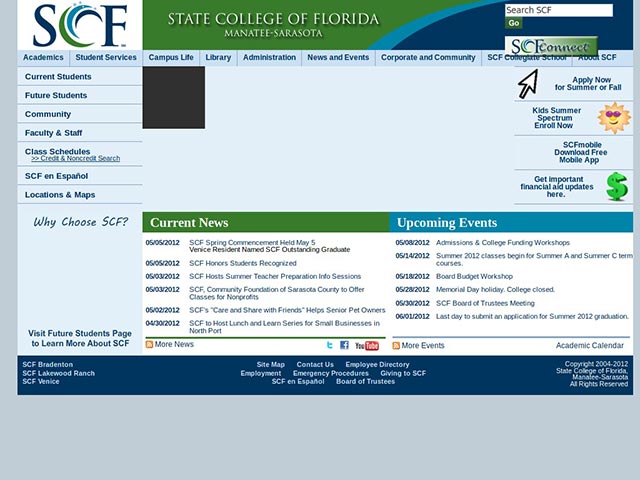 SCF
STATE COLLEGE OF FLORIDA
MANATEE-SARASOTA
Search SCF
Go
SCFconnect
Academics
Student Services
Campus Life
Library
Administration
News and Events
Corporate and Community
SCF Collegiate School
About SCF
Current Students
Future Students
Community
Faculty & Staff
Class Schedules
>> Credit & Noncredit Search
SCF en Español
Locations & Maps
Why Choose SCF?
Visit Future Students Page
to Learn More About SCF
Apply Now
for Summer or Fall
Kids Summer
Spectrum
Enroll Now
SCFmobile
Download Free
Mobile App
Get important
financial aid updates
here.
Current News
05/05/2012 SCF Spring Commencement Held May 5
Venice Resident Named SCF Outstanding Graduate
05/05/2012 SCF Honors Students Recognized
05/03/2012 SCF Hosts Summer Teacher Preparation Info Sessions
05/03/2012 SCF, Community Foundation of Sarasota County to Offer
Classes for Nonprofits
05/02/2012 SCF's "Care and Share with Friends" Helps Senior Pet Owners
04/30/2012 SCF to Host Lunch and Learn Series for Small Businesses in
North Port
More News
You Tube
Upcoming Events
05/08/2012 Admissions & College Funding Workshops
05/14/2012 Summer 2012 classes begin for Summer A and Summer C term
courses.
05/18/2012 Board Budget Workshop
05/28/2012 Memorial Day holiday. College closed.
05/30/2012 SCF Board of Trustees Meeting
06/01/2012 Last day to submit an application for Summer 2012 graduation.
More Events
Academic Calendar
SCF Bradenton
SCF Lakewood Ranch
SCF Venice
Site Map Contact Us Employee Directory
Employment Emergency Procedures Giving to SCF
SCF en Español Board of Trustees
Copyright 2004-2012
State College of Florida,
Manatee-Sarasota
All Rights Reserved